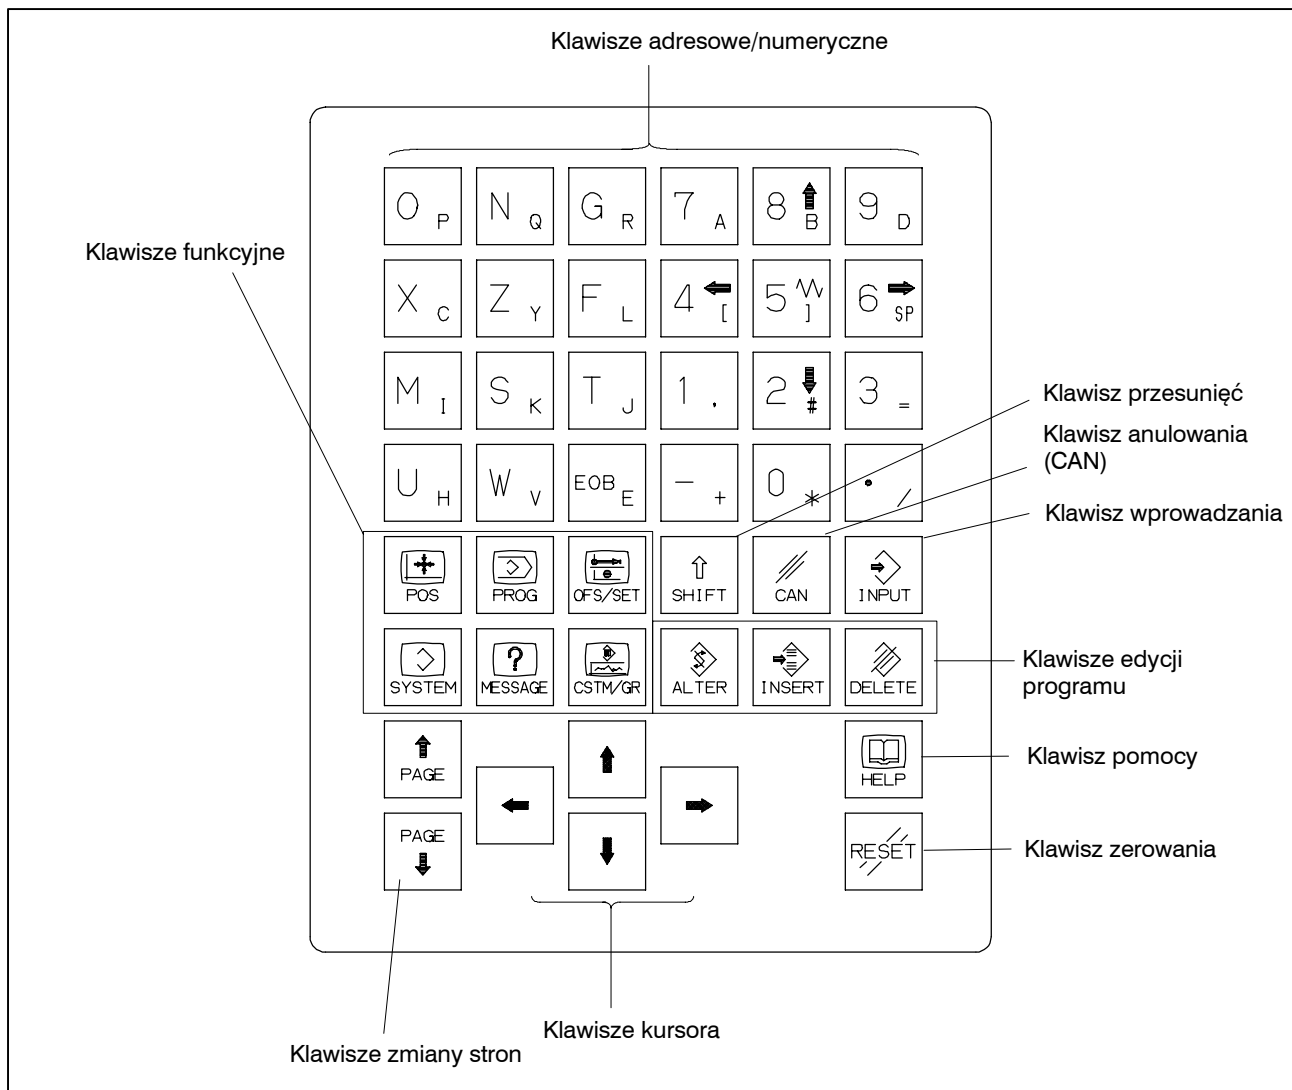 Klawisze adresowe/numeryczne
O P N Q G R 7 A 8 B 9 D
Klawisze funkcyjne
X C Z Y F L 4 [ 5 ] 6 SP
M I S K T J 1 , 2 # 3 =
Klawisz przesunięć
Klawisz anulowania
(CAN)
U H W V EOB E - + 0 * . /
Klawisz wprowadzania
POS PROG OFS/SET SHIFT CAN INPUT
SYSTEM MESSAGE CSTM/GR ALTER INSERT DELETE
Klawisze edycji
programu
PAGE
HELP
Klawisz pomocy
PAGE
RESET
Klawisz zerowania
Klawisze kursora
Klawisze zmiany stron